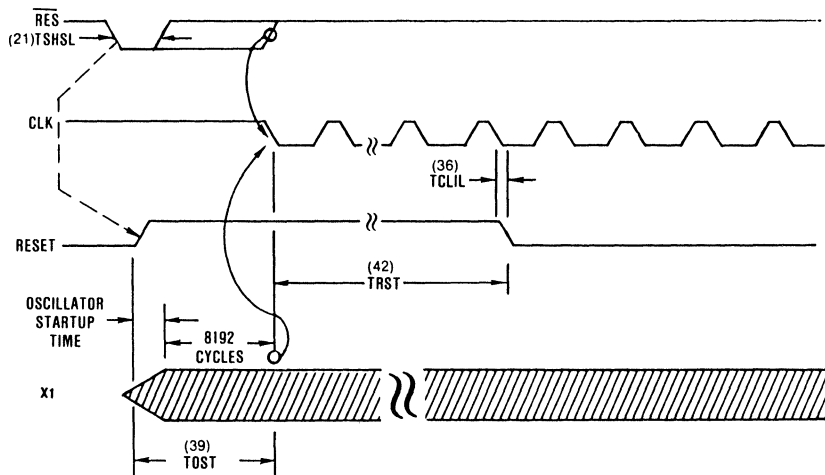 RES
(21)TSHSL
CLK
(36)
TCLIL
RESET
(42)
TRST
OSCILLATOR
STARTUP
TIME
8192
CYCLES
X1
(39)
TOST